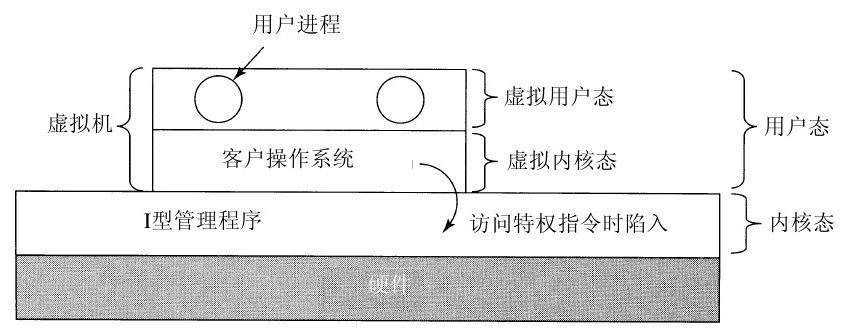 用户进程
虚拟机
虚拟用户态
用户态
客户操作系统
虚拟内核态
I型管理程序
访问特权指令时陷入
内核态
硬件